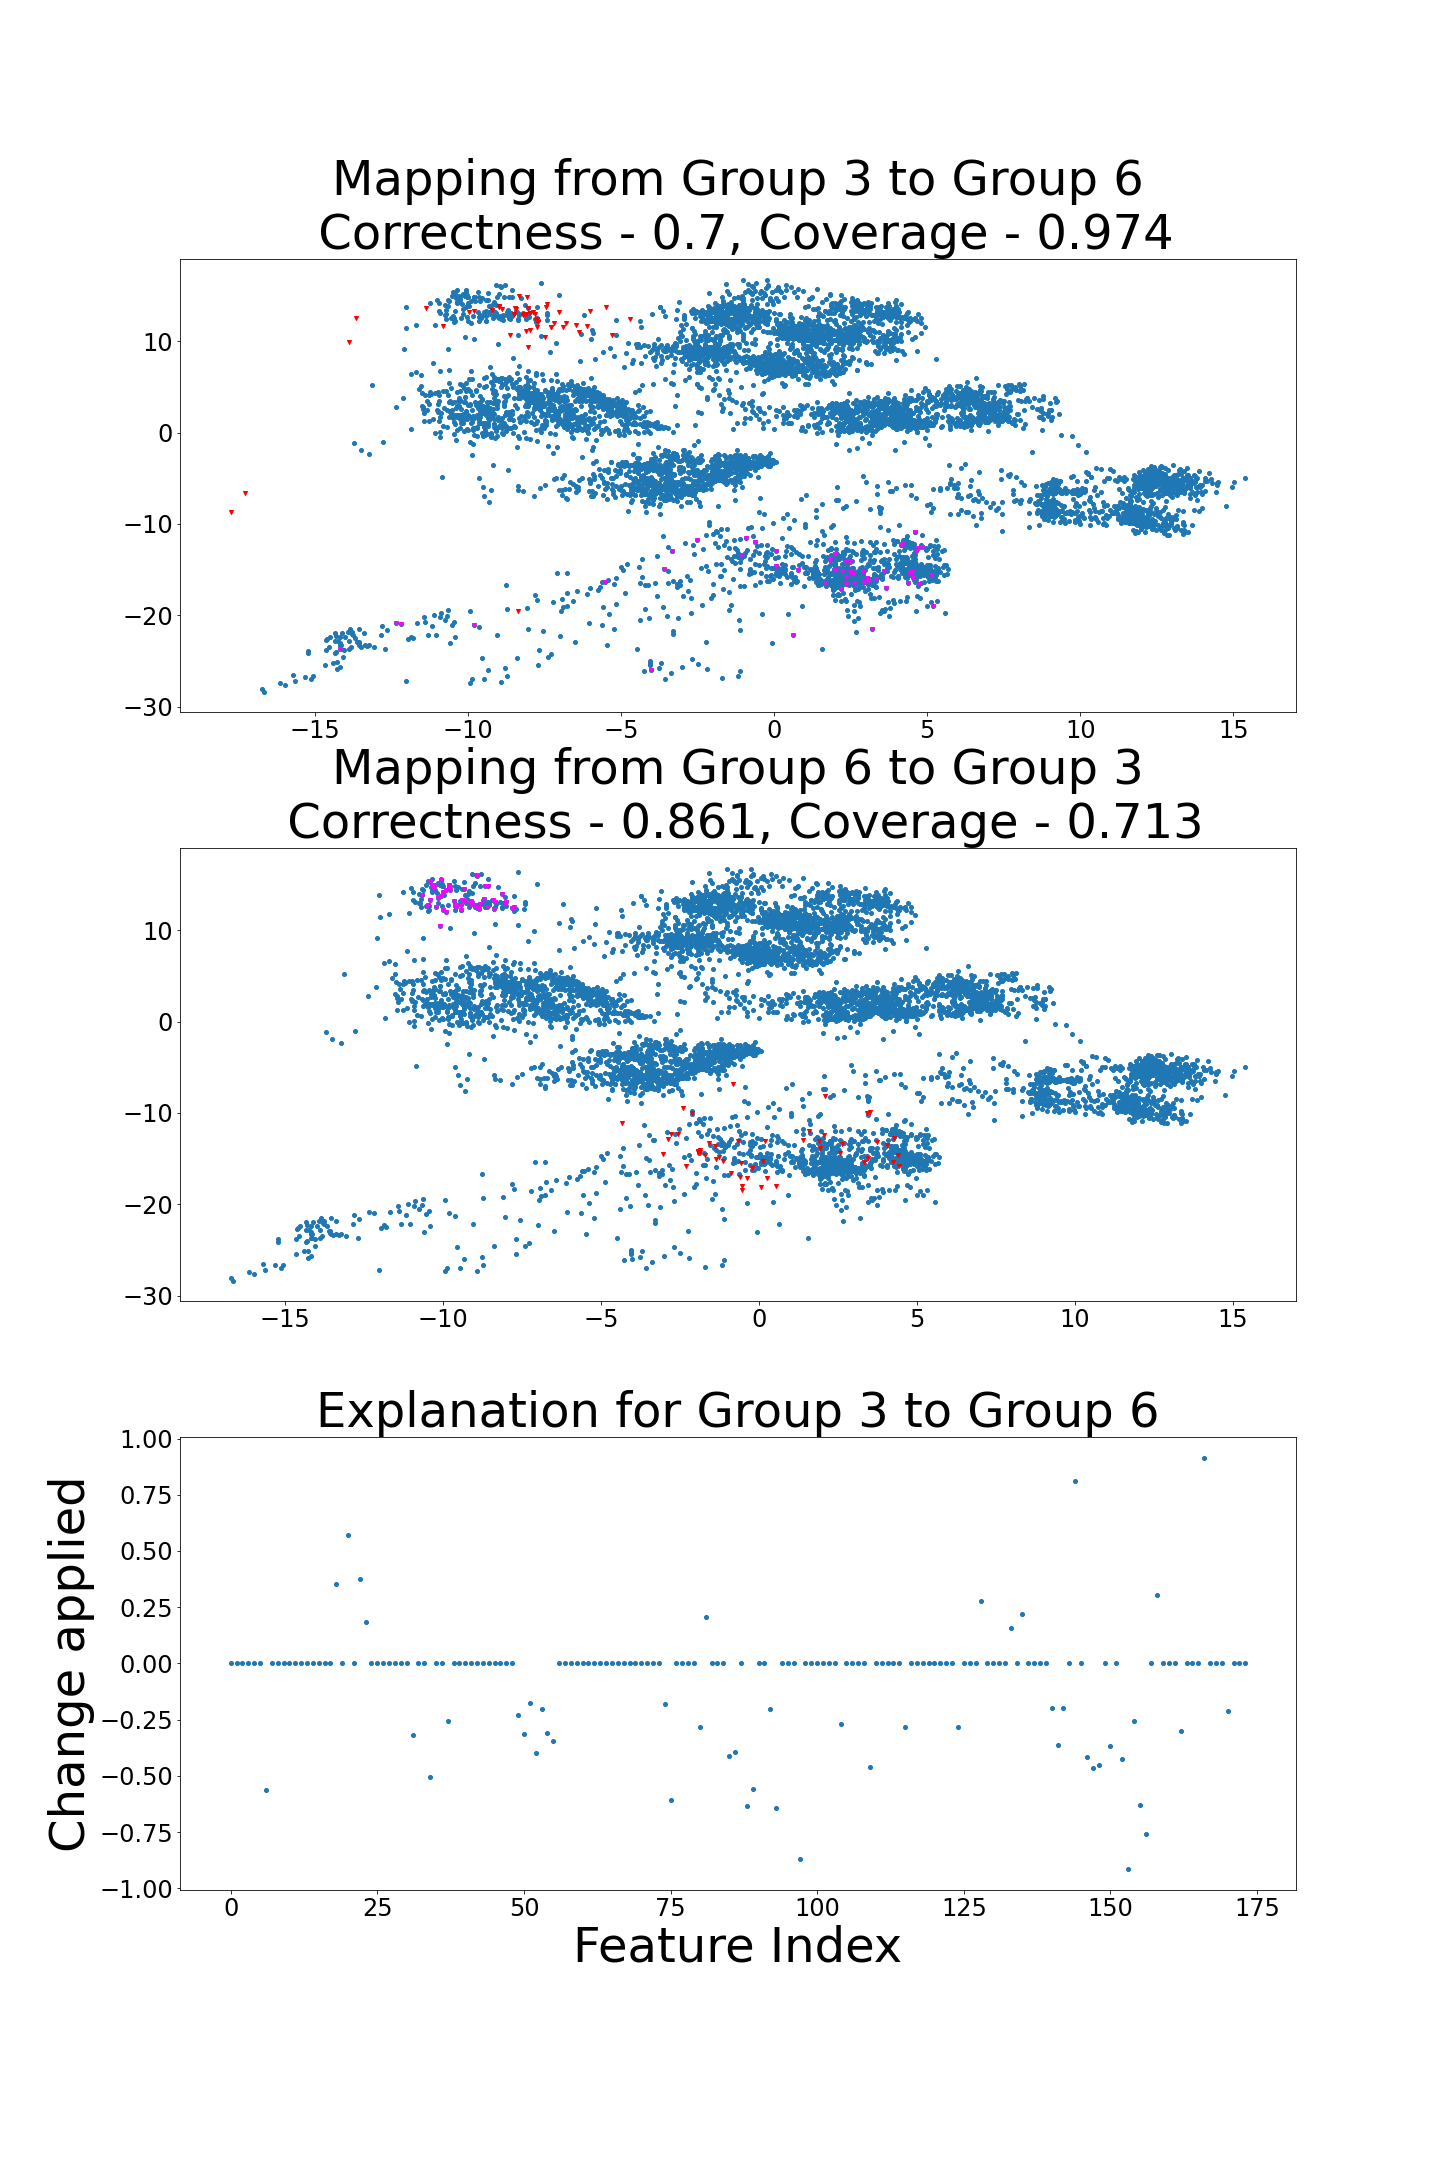 Mapping from Group 3 to Group 6
Correctness - 0.7, Coverage - 0.974
10
0
−10
−20
−30
−15 −10 −5 0 5 10 15
Mapping from Group 6 to Group 3
Correctness - 0.861, Coverage - 0.713
10
0
−10
−20
−30
−15 −10 −5 0 5 10 15
Explanation for Group 3 to Group 6
Change applied
1.00
0.75
0.50
0.25
0.00
−0.25
−0.50
−0.75
−1.00
0 25 50 75 100 125 150 175
Feature Index